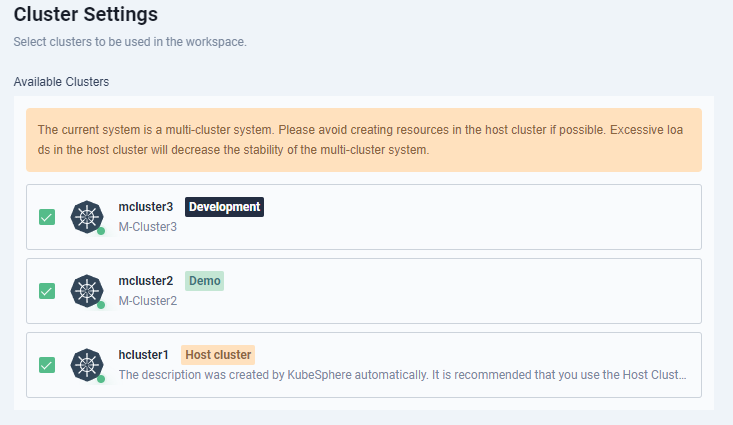 Cluster Settings
Select clusters to be used in the workspace.
Available Clusters
The current system is a multi-cluster system. Please avoid creating resources in the host cluster if possible. Excessive loa
ds in the host cluster will decrease the stability of the multi-cluster system.
mcluster3 Development
M-Cluster3
mcluster2 Demo
M-Cluster2
hcluster1 Host cluster
The description was created by KubeSphere automatically. It is recommended that you use the Host Clust...